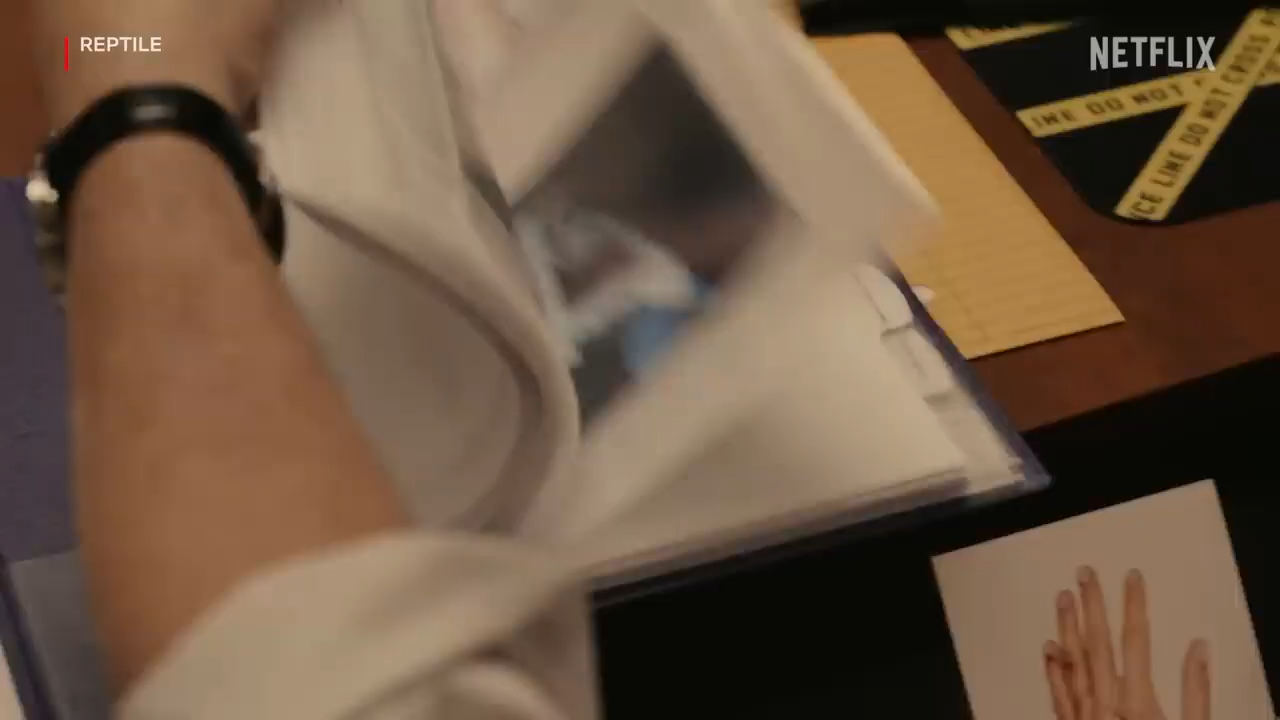 REPTILE
NETFLIX
INE DO NOT
CE LINE DO NOT CROSS